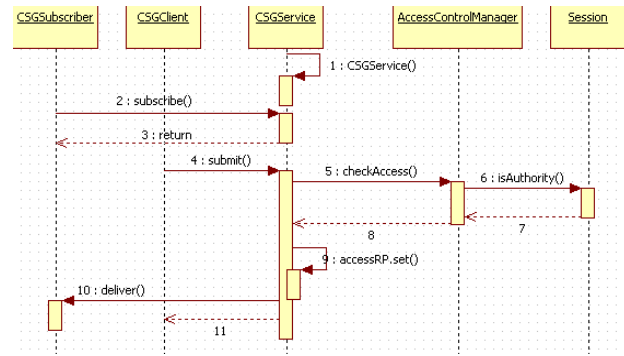 CSGSubscriber
CSGClient
CSGService
AccessControlManager
Session
1 : CSGService()
2 : subscribe()
3 : return
4 : submit()
5 : checkAccess()
6 : isAuthority()
7
8
9 : accessRP.set()
10 : deliver()
11